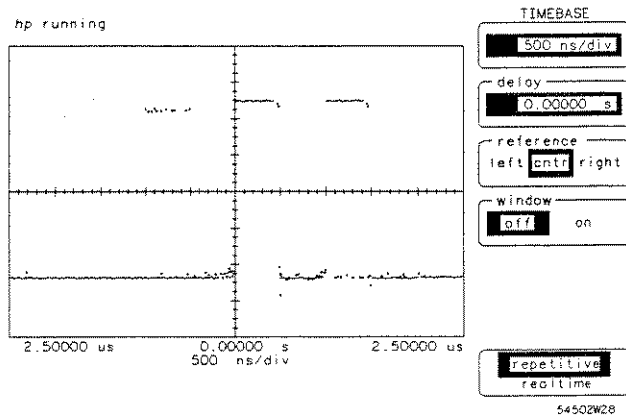 hp running
TIMEBASE
500 ns/div
delay
0.00000 s
reference
left cntr right
window
off on
2.50000 us 0.00000 s 2.50000 us
500 ns/div
repetitive
realtime
54502W28